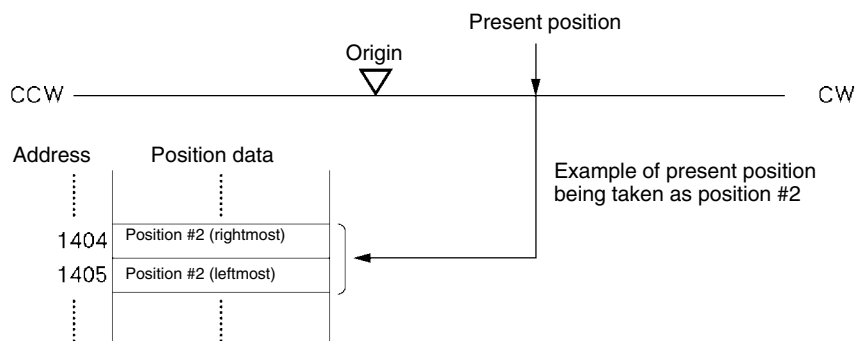 Present position
Origin
CCW
CW
Address
Position data
Example of present position
being taken as position #2
1404
Position #2 (rightmost)
1405
Position #2 (leftmost)